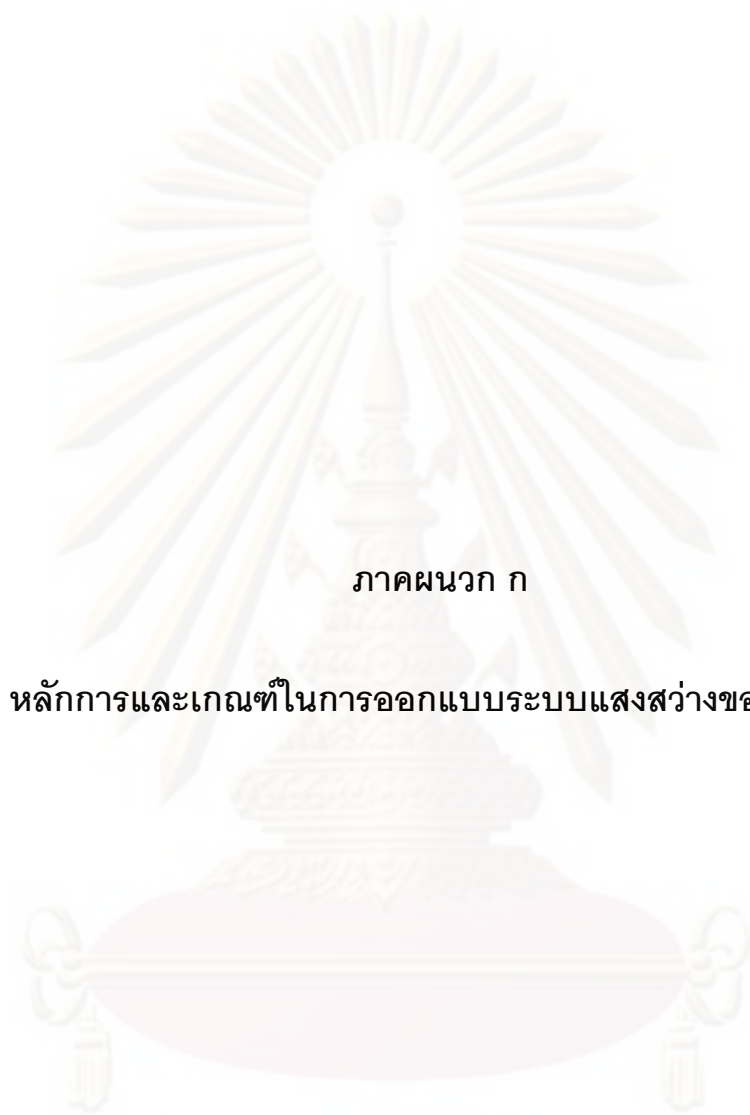 ภาคผนวก ก
หลักการและเกณฑ์ในการออกแบบระบบแสงสว่าง